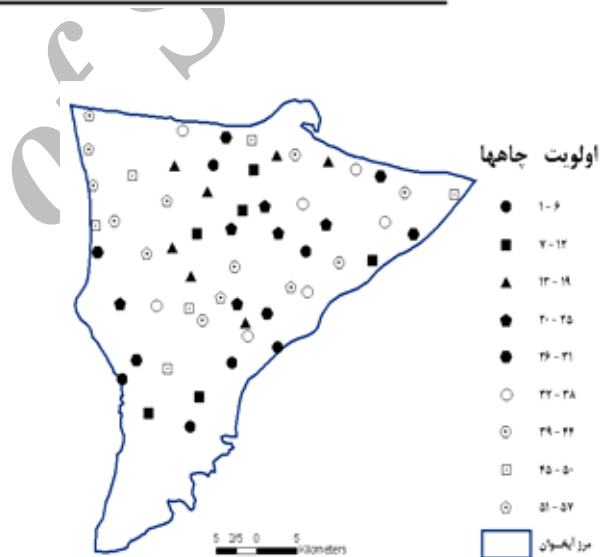 اولویت چاهها
۱-۶
۷-۱۲
۱۳-۱۹
۲۰-۲۵
۲۶-۳۱
۳۲-۳۸
۳۹-۴۴
۴۵-۵۰
۵۱-۵۷
مرز آبخوان
5 2/5 0 5
Kilometers